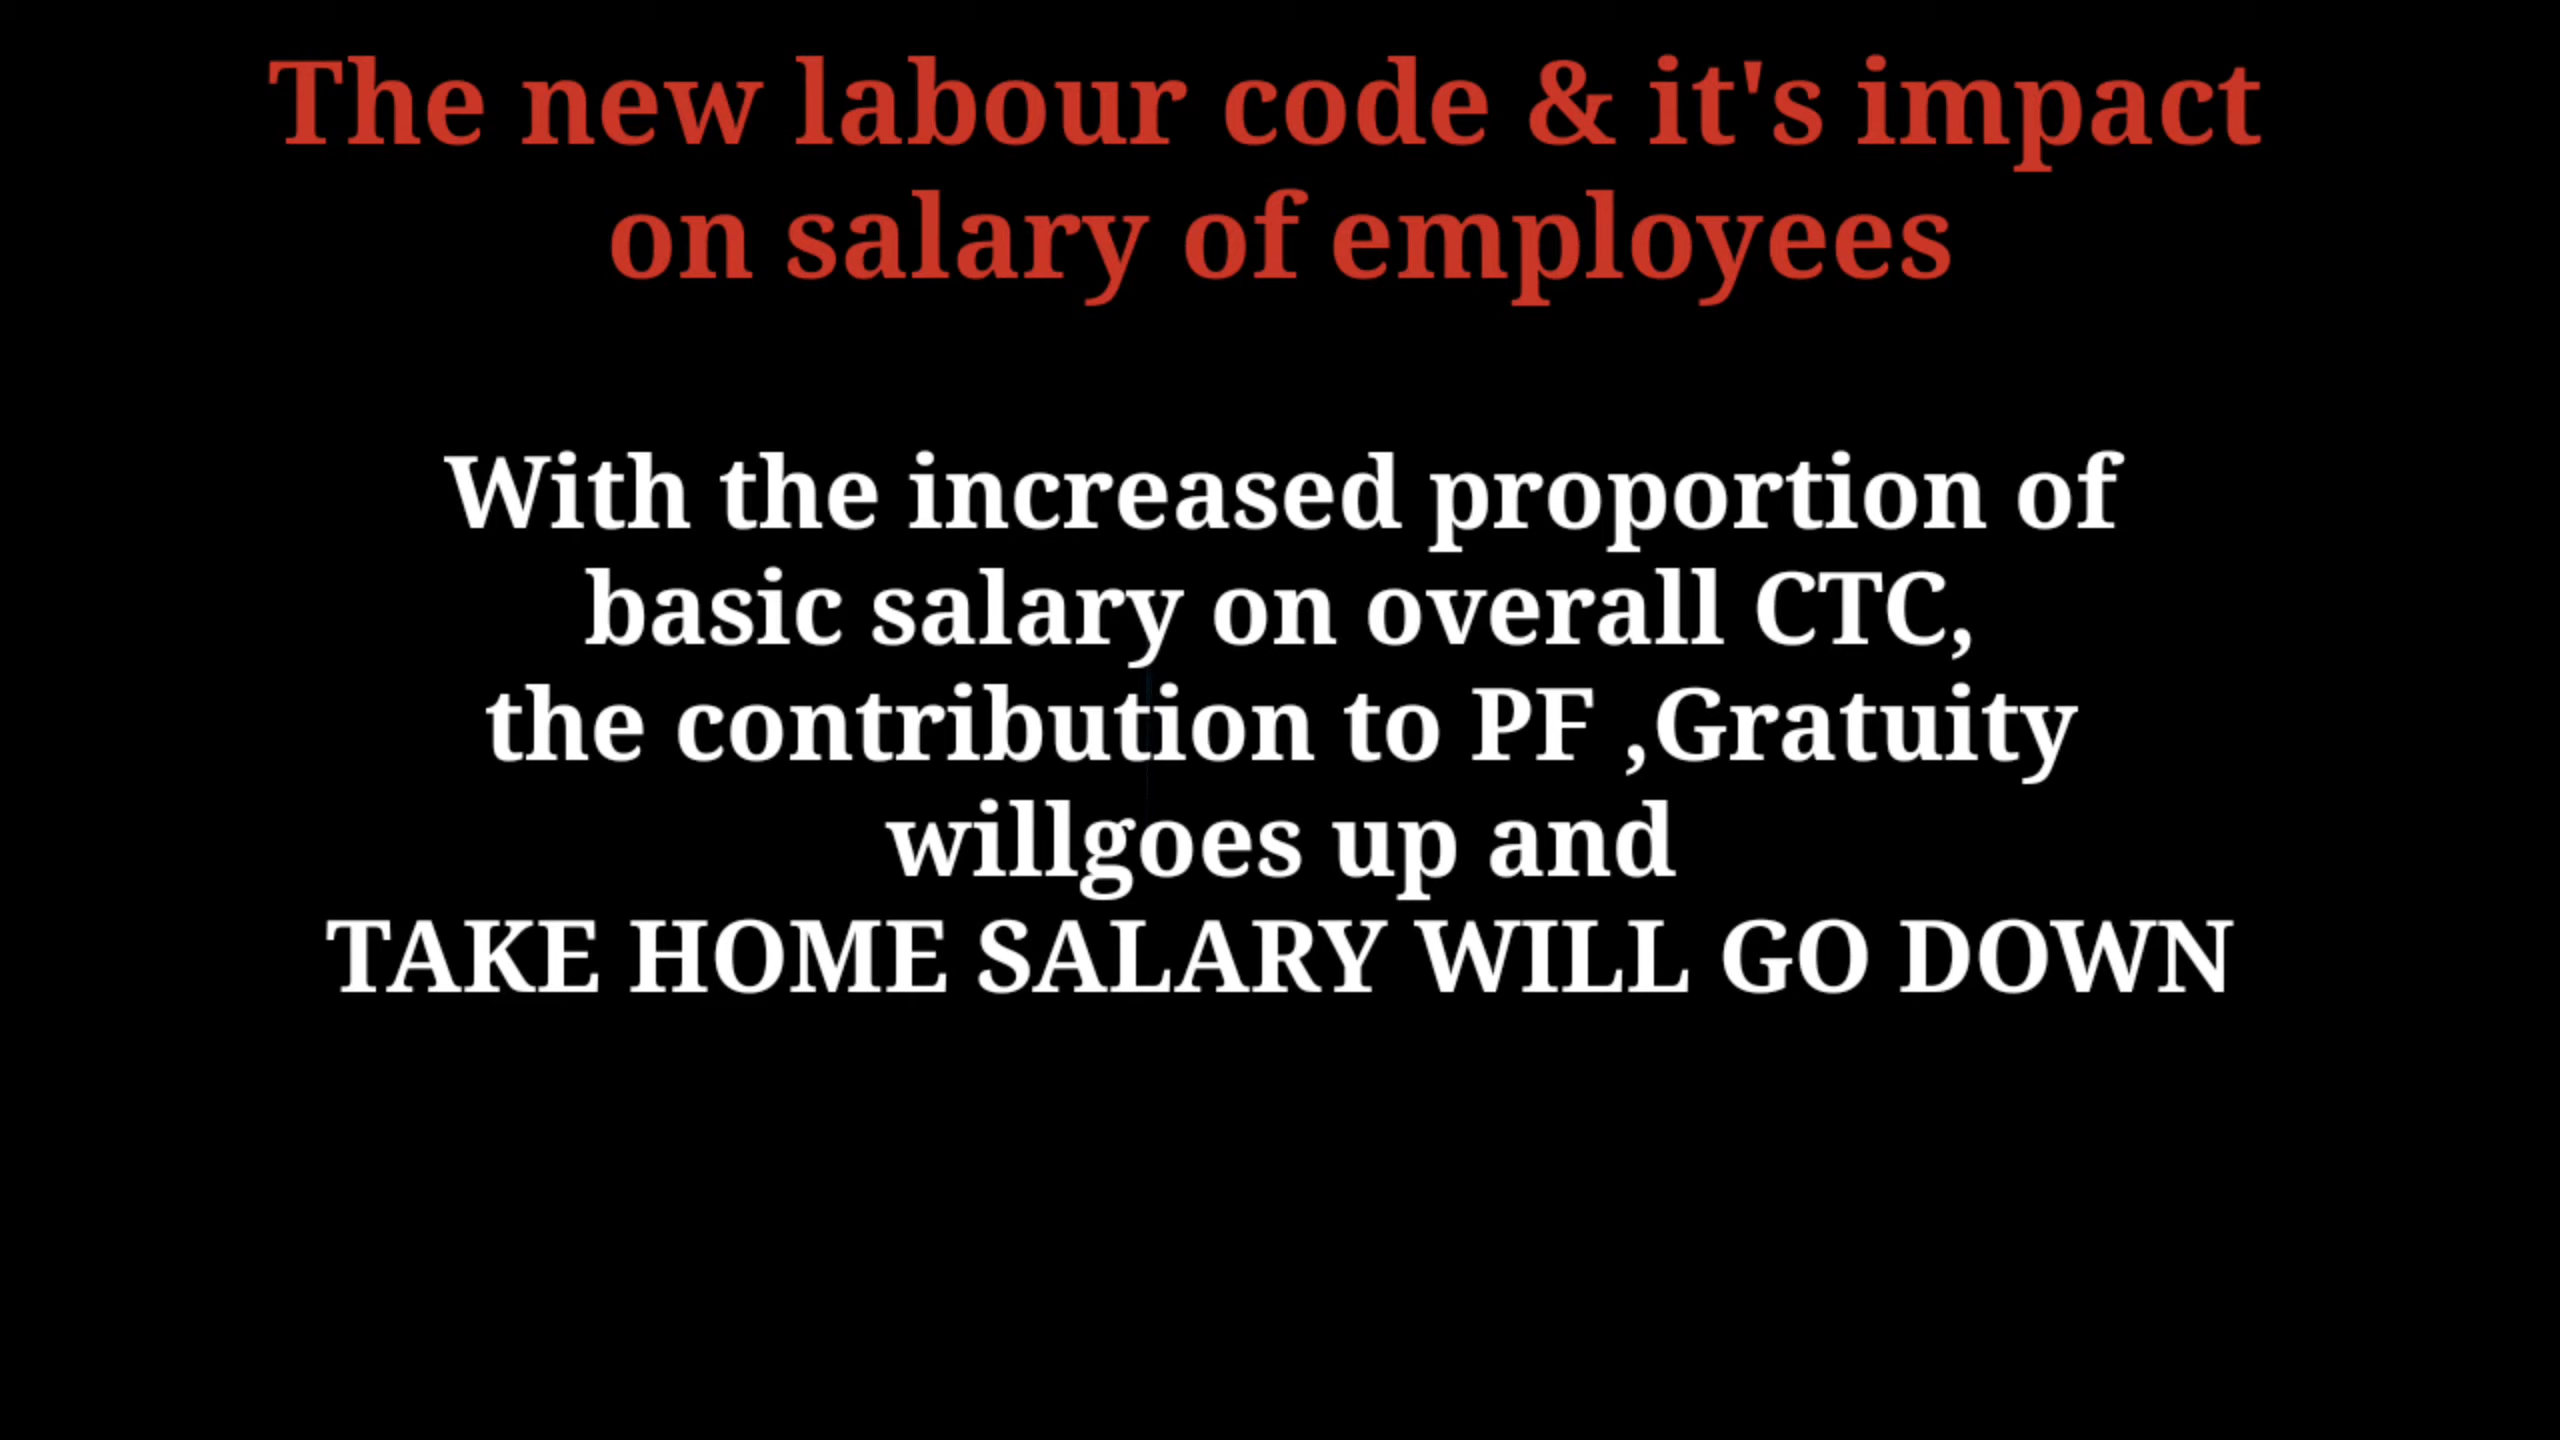 The new labour code & it's impact
on salary of employees
With the increased proportion of
basic salary on overall CTC,
the contribution to PF ,Gratuity
willgoes up and
TAKE HOME SALARY WILL GO DOWN